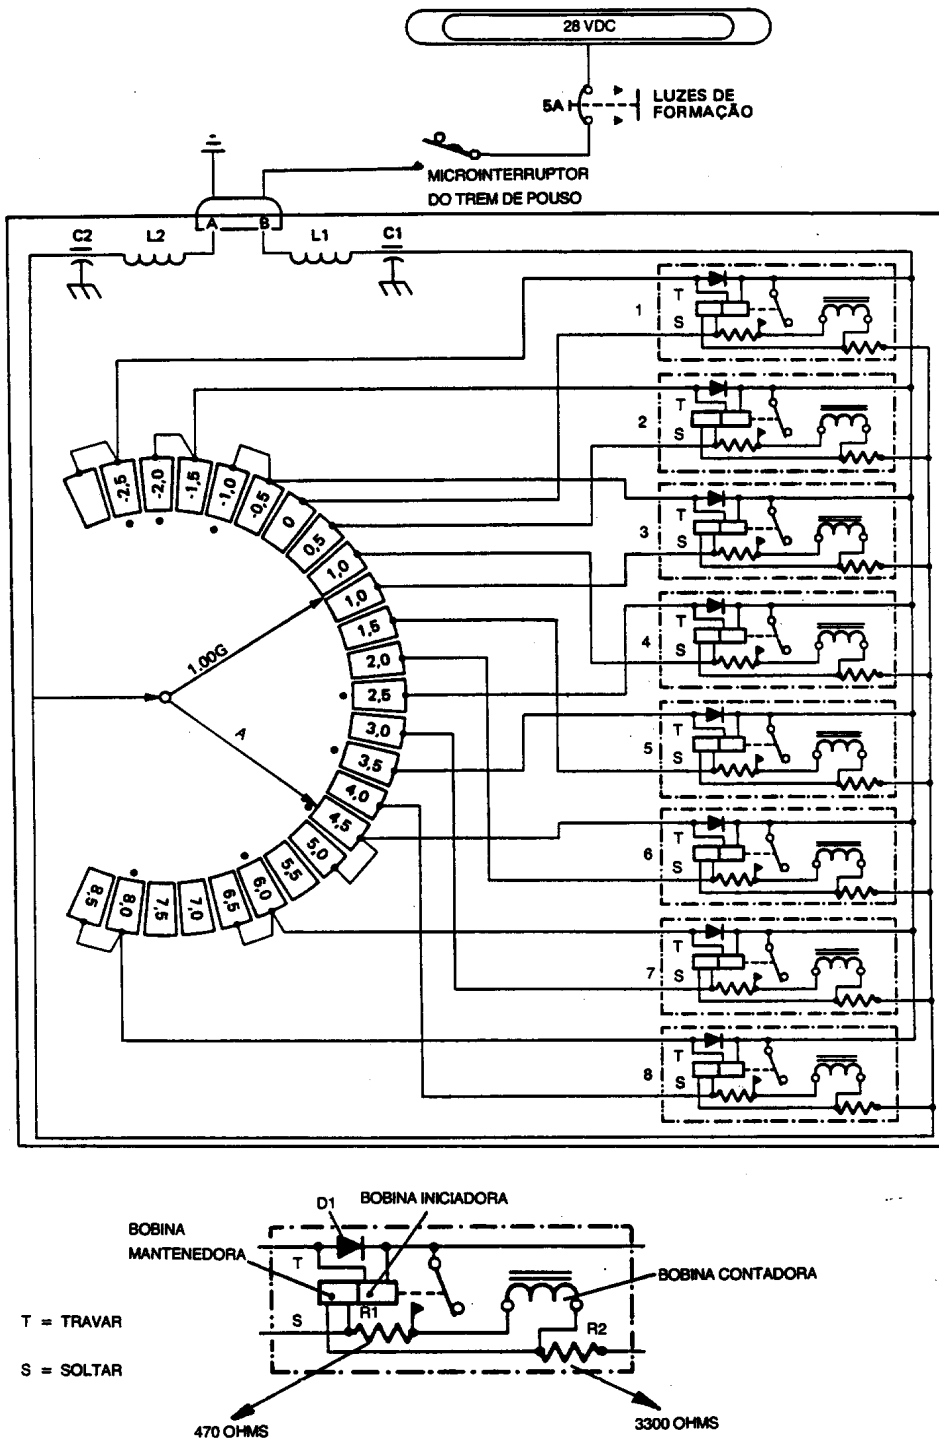 28 VDC
5A
LUZES DE
FORMAÇÃO
MICROINTERRUPTOR
DO TREM DE POUSO
A B
C2 L2 L1 C1
1 T S
2 T S
3 T S
4 T S
5 T S
6 T S
7 T S
8 T S
-2,5
-2,0
-1,5
-1,0
-0,5
0
0,5
1,0
1,0
1,5
2,0
2,5
3,0
3,5
4,0
4,5
5,0
5,5
6,0
6,5
7,0
7,5
8,0
8,5
1.00G
A
D1 BOBINA INICIADORA
BOBINA
MANTENEDORA
T
BOBINA CONTADORA
R1
S
R2
T = TRAVAR
S = SOLTAR
470 OHMS
3300 OHMS